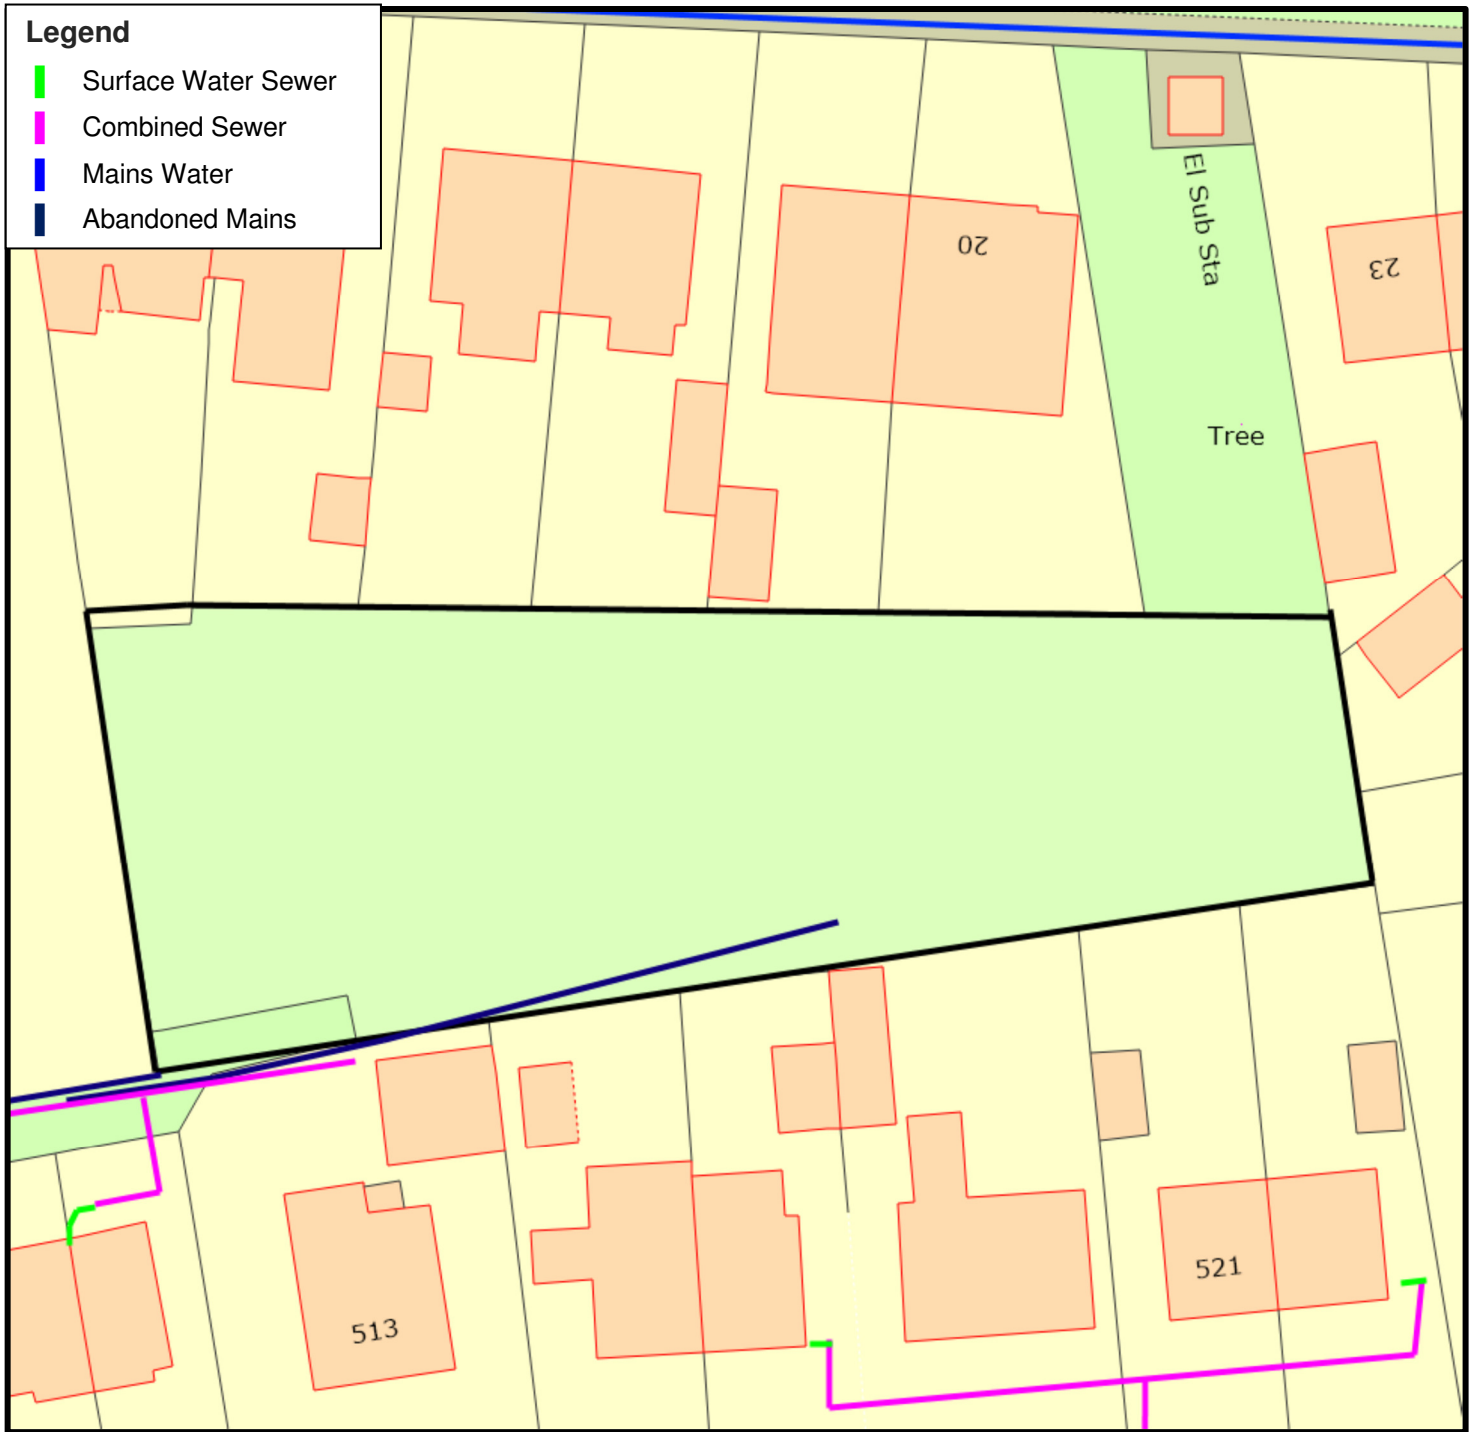 Legend
Surface Water Sewer
Combined Sewer
Mains Water
Abandoned Mains
El Sub Sta
20
23
Tree
521
513